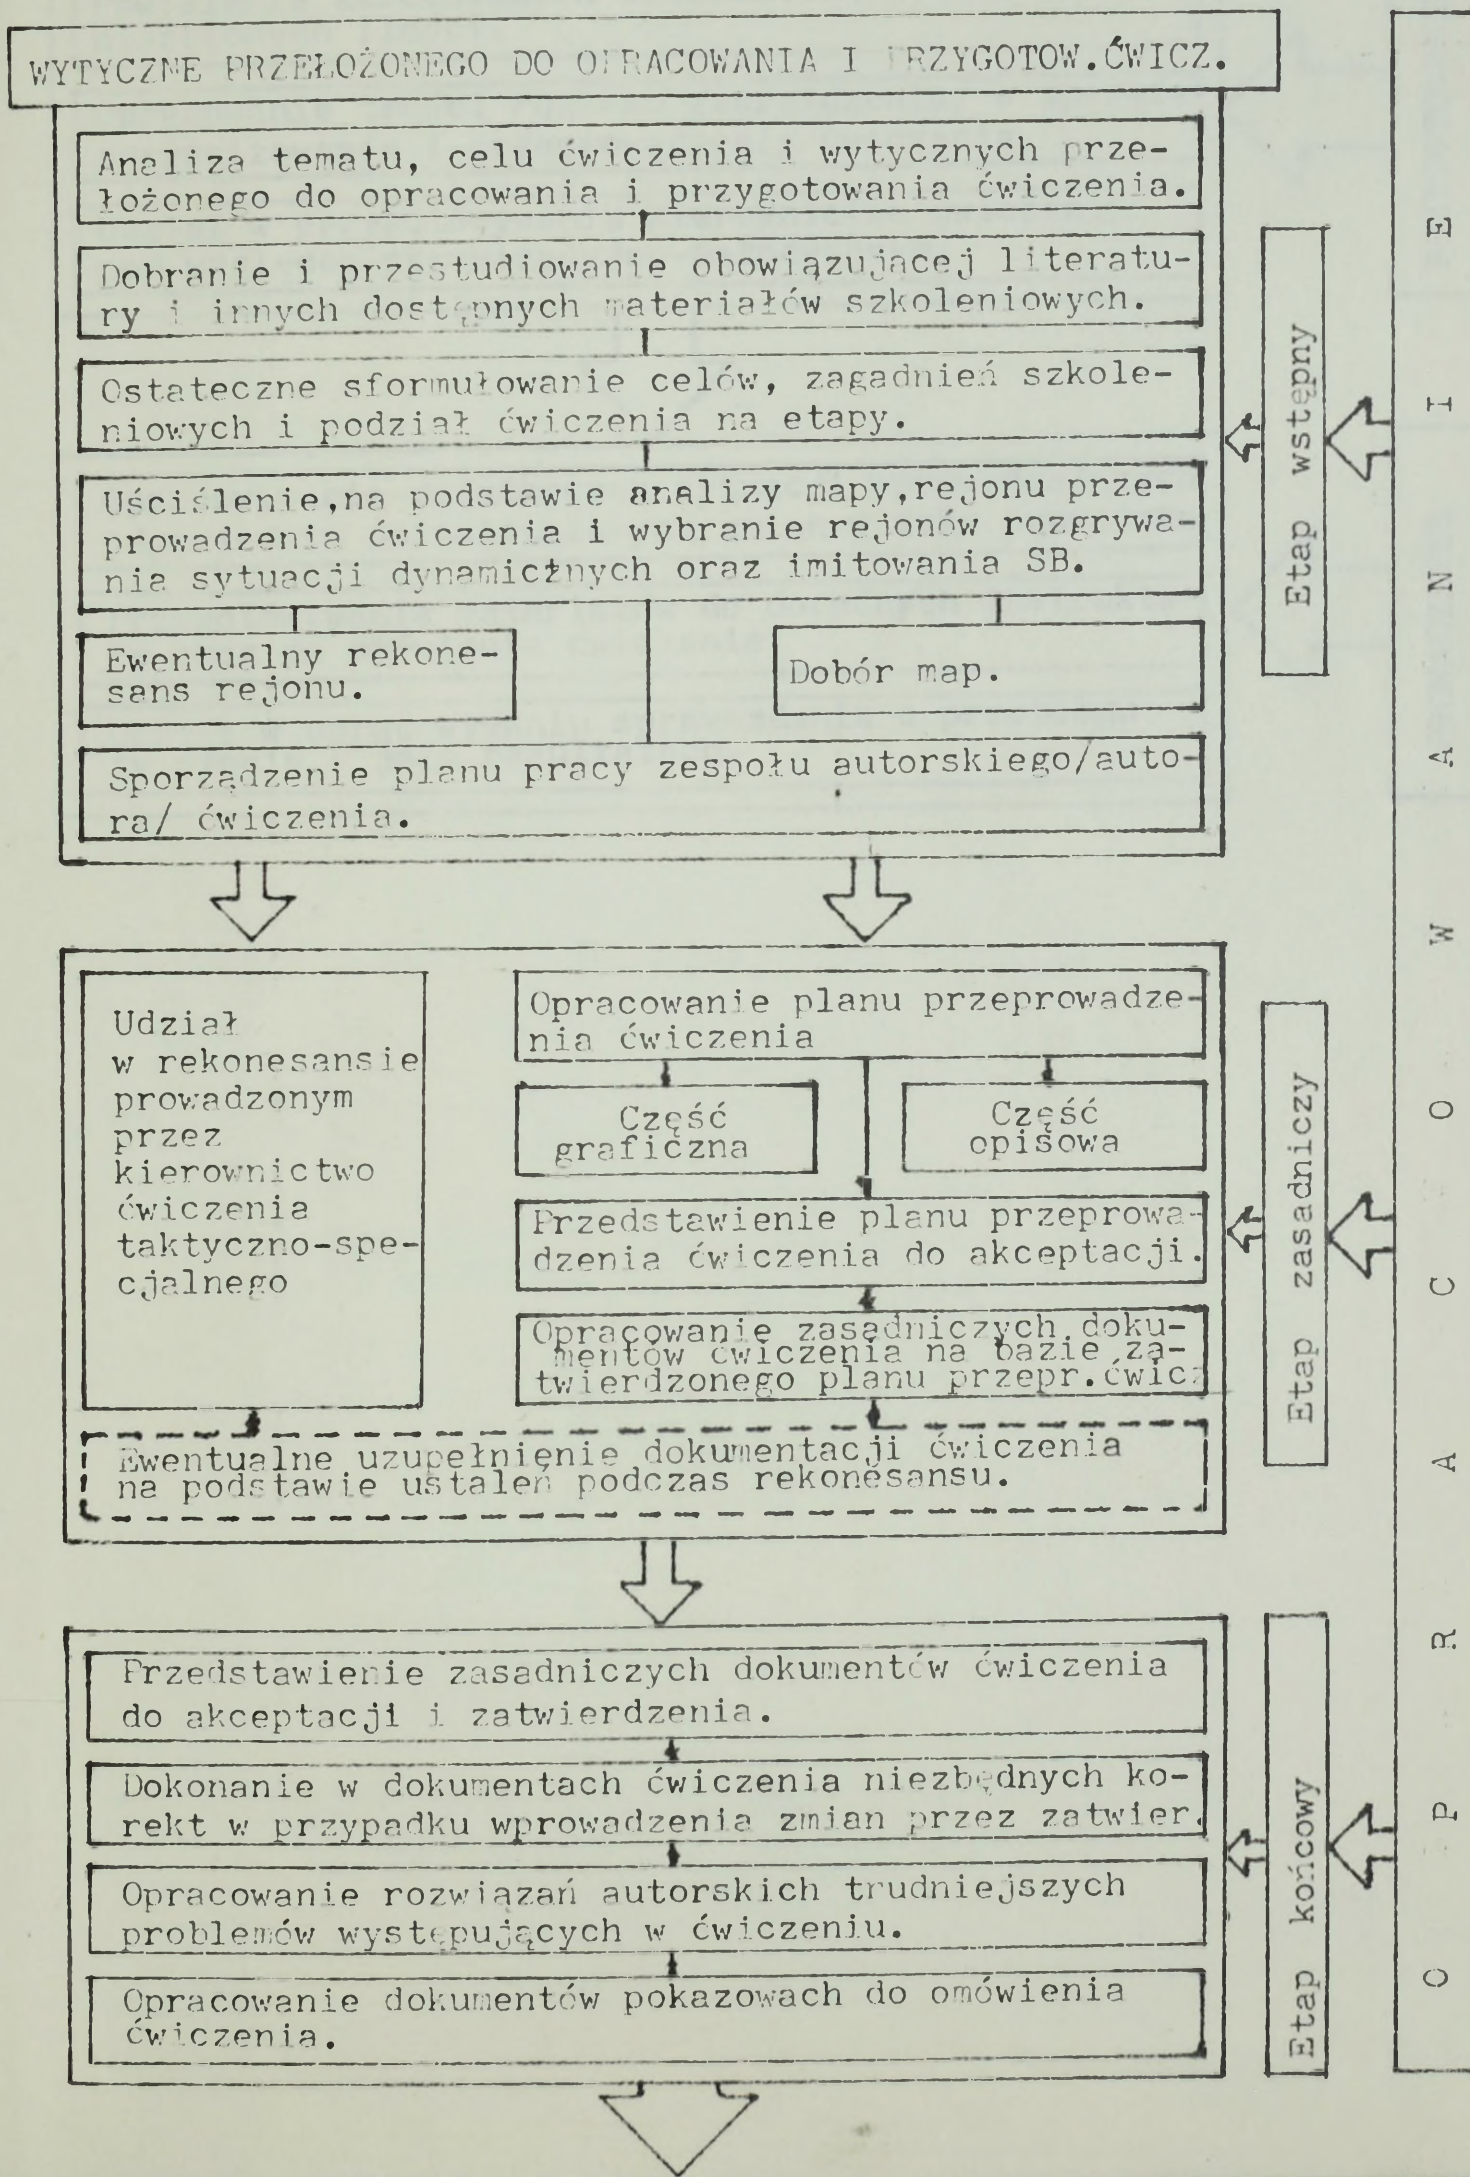 WYTYCZNE PRZEŁOŻONEGO DO OPRACOWANIA I PRZYGOTOW.ĆWICZ.
Analiza tematu, celu ćwiczenia i wytycznych prze-
łożonego do opracowania i przygotowania ćwiczenia.
Dobranie i przestudiowanie obowiązującej literatu-
ry i innych dostępnych materiałów szkoleniowych.
Ostateczne sformułowanie celów, zagadnień szkole-
niowych i podział ćwiczenia na etapy.
Uściślenie,na podstawie analizy mapy,rejonu prze-
prowadzenia ćwiczenia i wybranie rejonów rozgrywa-
nia sytuacji dynamicznych oraz imitowania SB.
Ewentualny rekone-
sans rejonu.
Dobór map.
Sporządzenie planu pracy zespołu autorskiego/auto-
ra/ ćwiczenia.
Etap wstępny
Udział
w rekonesansie
prowadzonym
przez
kierownictwo
ćwiczenia
taktyczno-spe-
cjalnego
Opracowanie planu przeprowadze-
nia ćwiczenia
Część
graficzna
Część
opisowa
Przedstawienie planu przeprowa-
dzenia ćwiczenia do akceptacji.
Opracowanie zasadniczych doku-
mentów ćwiczenia na bazie za-
twierdzonego planu przepr.ćwicz
Ewentualne uzupełnienie dokumentacji ćwiczenia
na podstawie ustaleń podczas rekonesansu.
Etap zasadniczy
Przedstawienie zasadniczych dokumentów ćwiczenia
do akceptacji i zatwierdzenia.
Dokonanie w dokumentach ćwiczenia niezbędnych ko-
rekt w przypadku wprowadzenia zmian przez zatwier.
Opracowanie rozwiązań autorskich trudniejszych
problemów występujących w ćwiczeniu.
Opracowanie dokumentów pokazowach do omówienia
ćwiczenia.
Etap końcowy
O P R A C O W A N I E